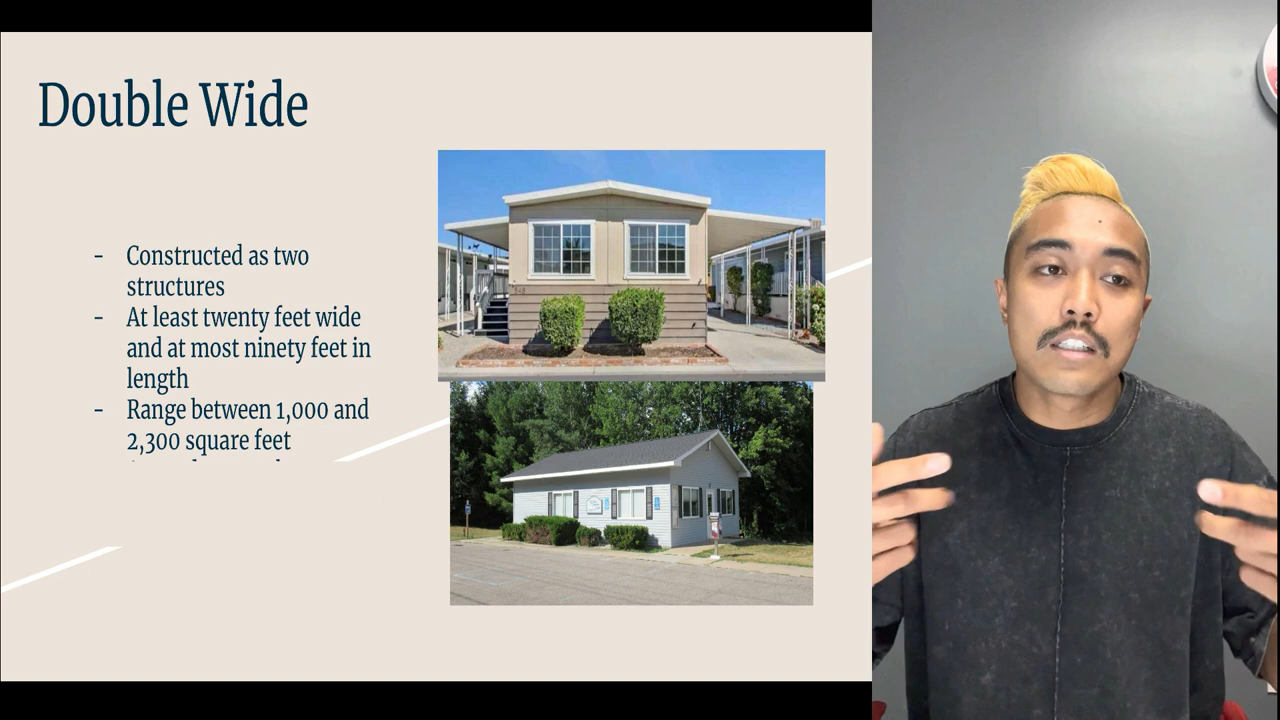 Double Wide
- Constructed as two
structures
- At least twenty feet wide
and at most ninety feet in
length
- Range between 1,000 and
2,300 square feet